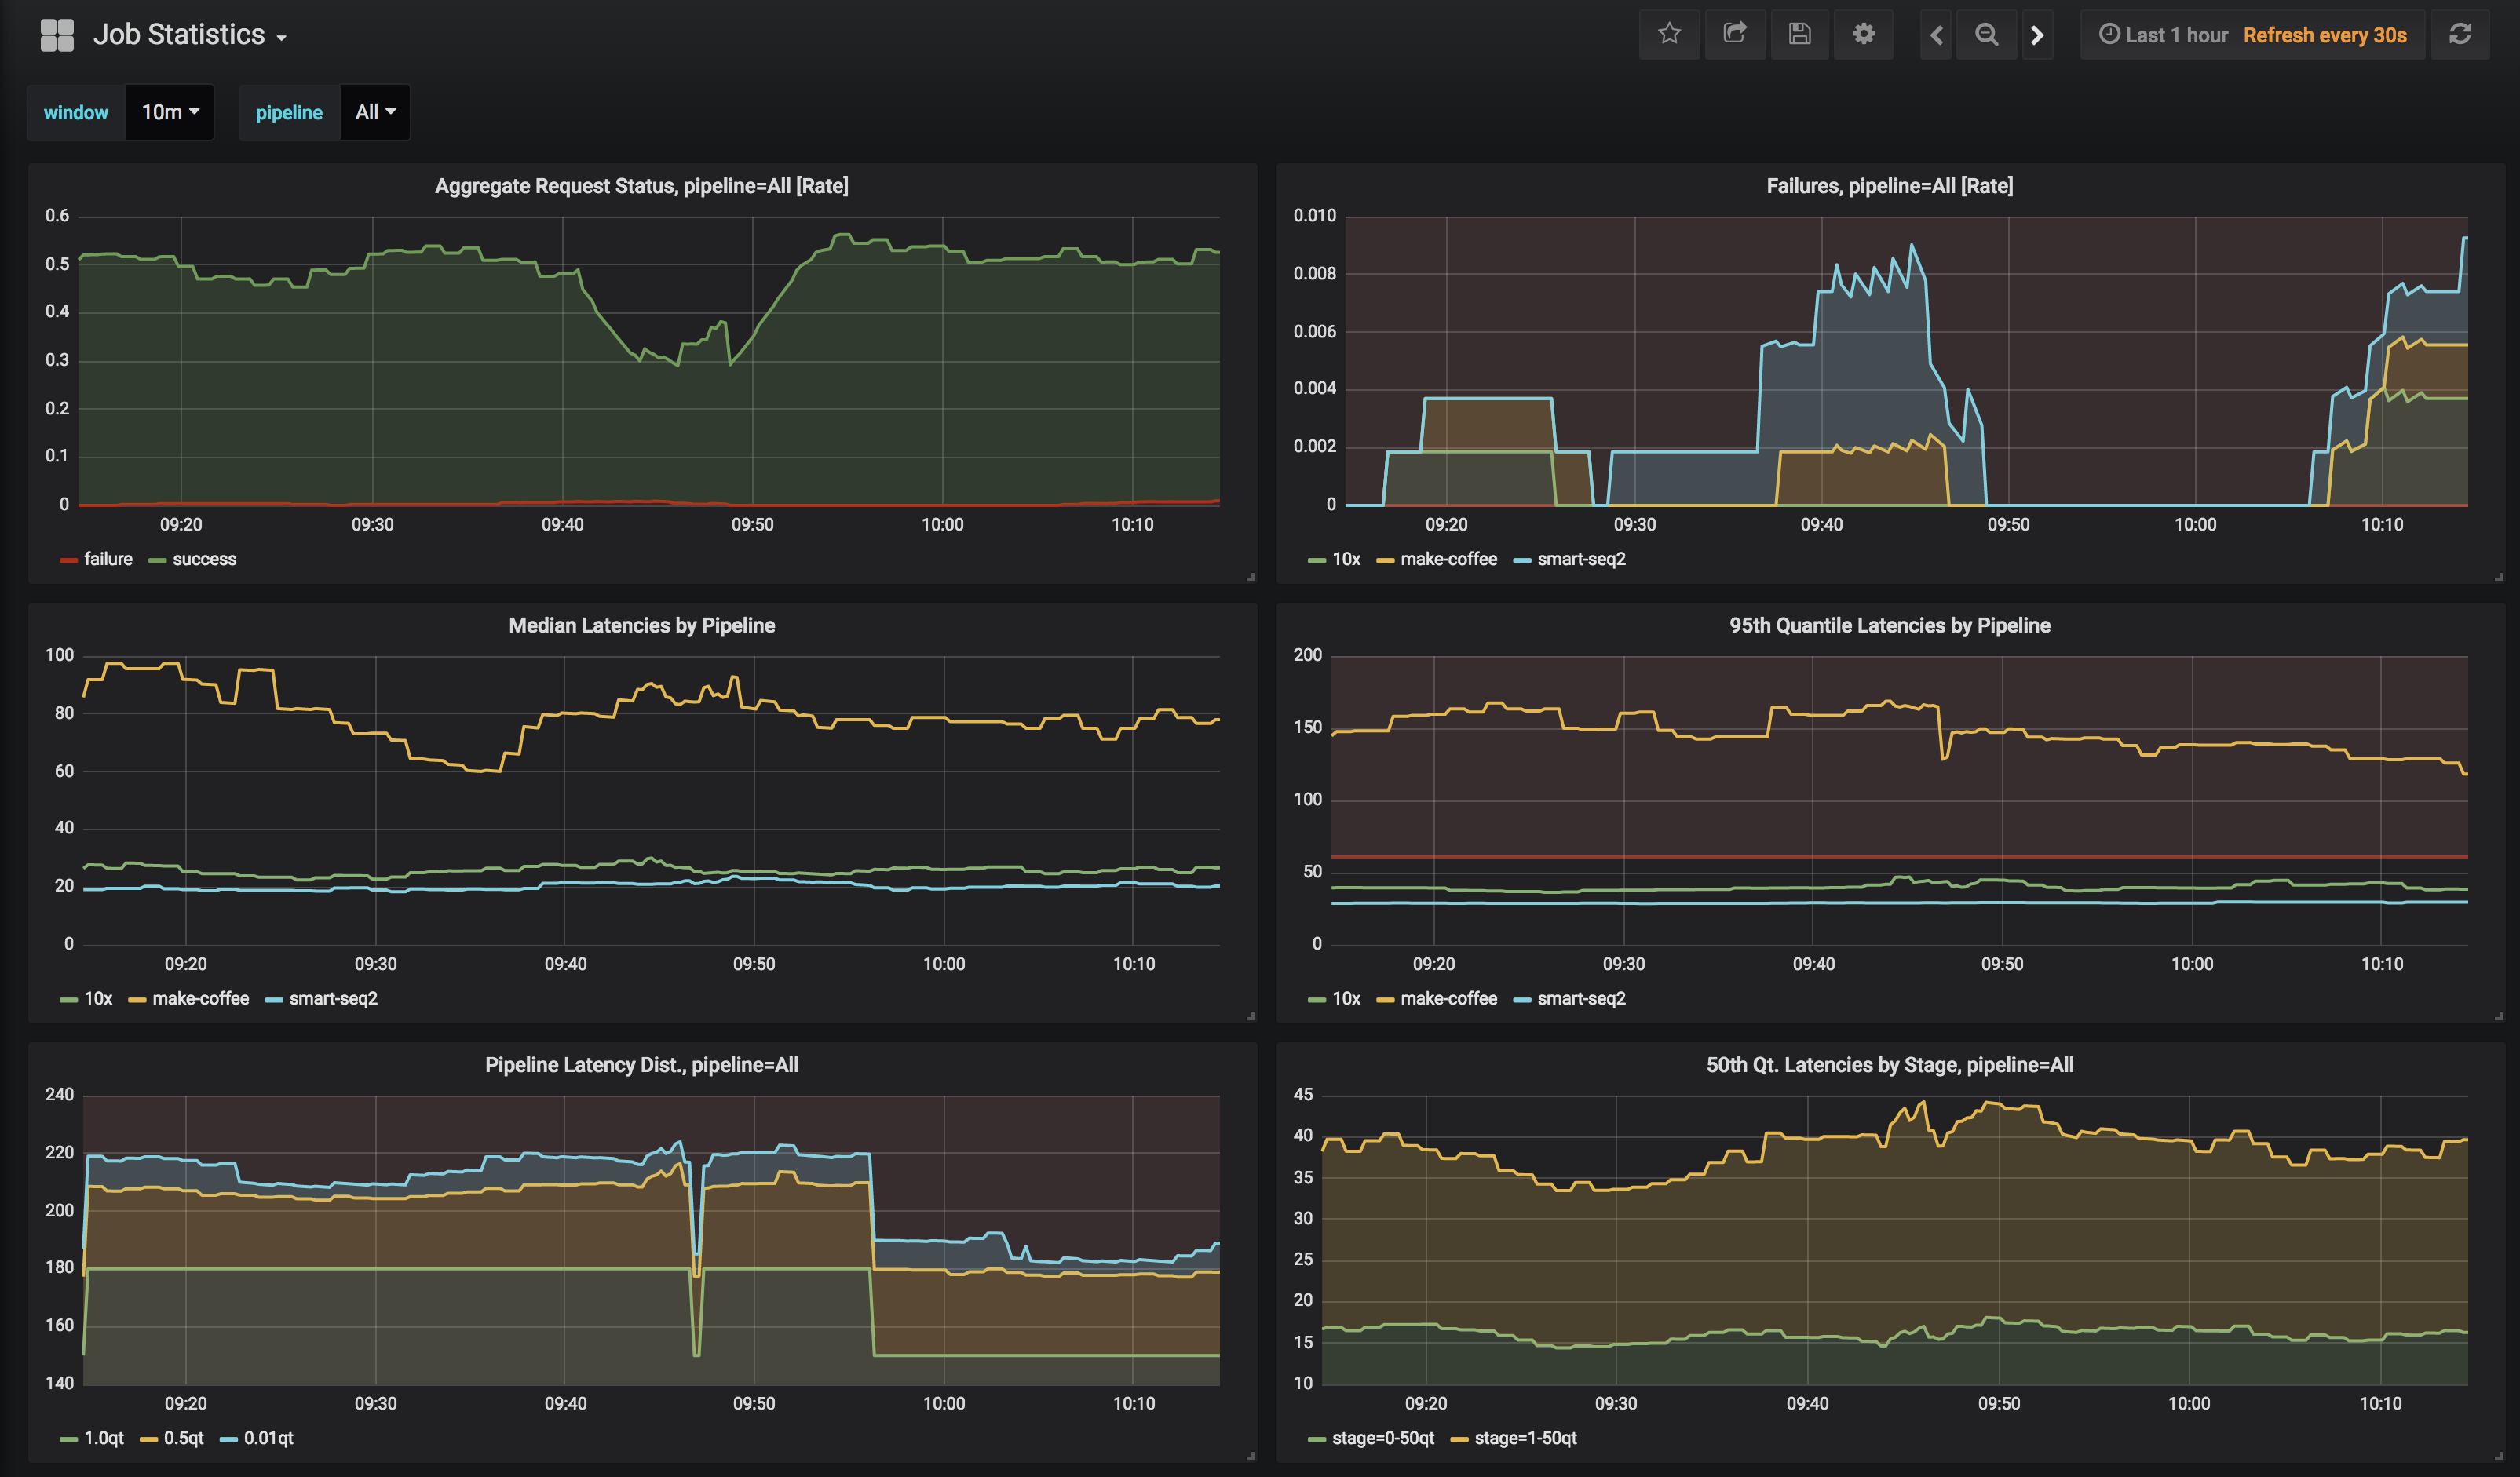 Job Statistics
Last 1 hour Refresh every 30s
window 10m pipeline All
Aggregate Request Status, pipeline=All [Rate]
0.6
0.5
0.4
0.3
0.2
0.1
0
09:20 09:30 09:40 09:50 10:00 10:10
failure success
Failures, pipeline=All [Rate]
0.010
0.008
0.006
0.004
0.002
0
09:20 09:30 09:40 09:50 10:00 10:10
10x make-coffee smart-seq2
Median Latencies by Pipeline
100
80
60
40
20
0
09:20 09:30 09:40 09:50 10:00 10:10
10x make-coffee smart-seq2
95th Quantile Latencies by Pipeline
200
150
100
50
0
09:20 09:30 09:40 09:50 10:00 10:10
10x make-coffee smart-seq2
Pipeline Latency Dist., pipeline=All
240
220
200
180
160
140
09:20 09:30 09:40 09:50 10:00 10:10
1.0qt 0.5qt 0.01qt
50th Qt. Latencies by Stage, pipeline=All
45
40
35
30
25
20
15
10
09:20 09:30 09:40 09:50 10:00 10:10
stage=0-50qt stage=1-50qt